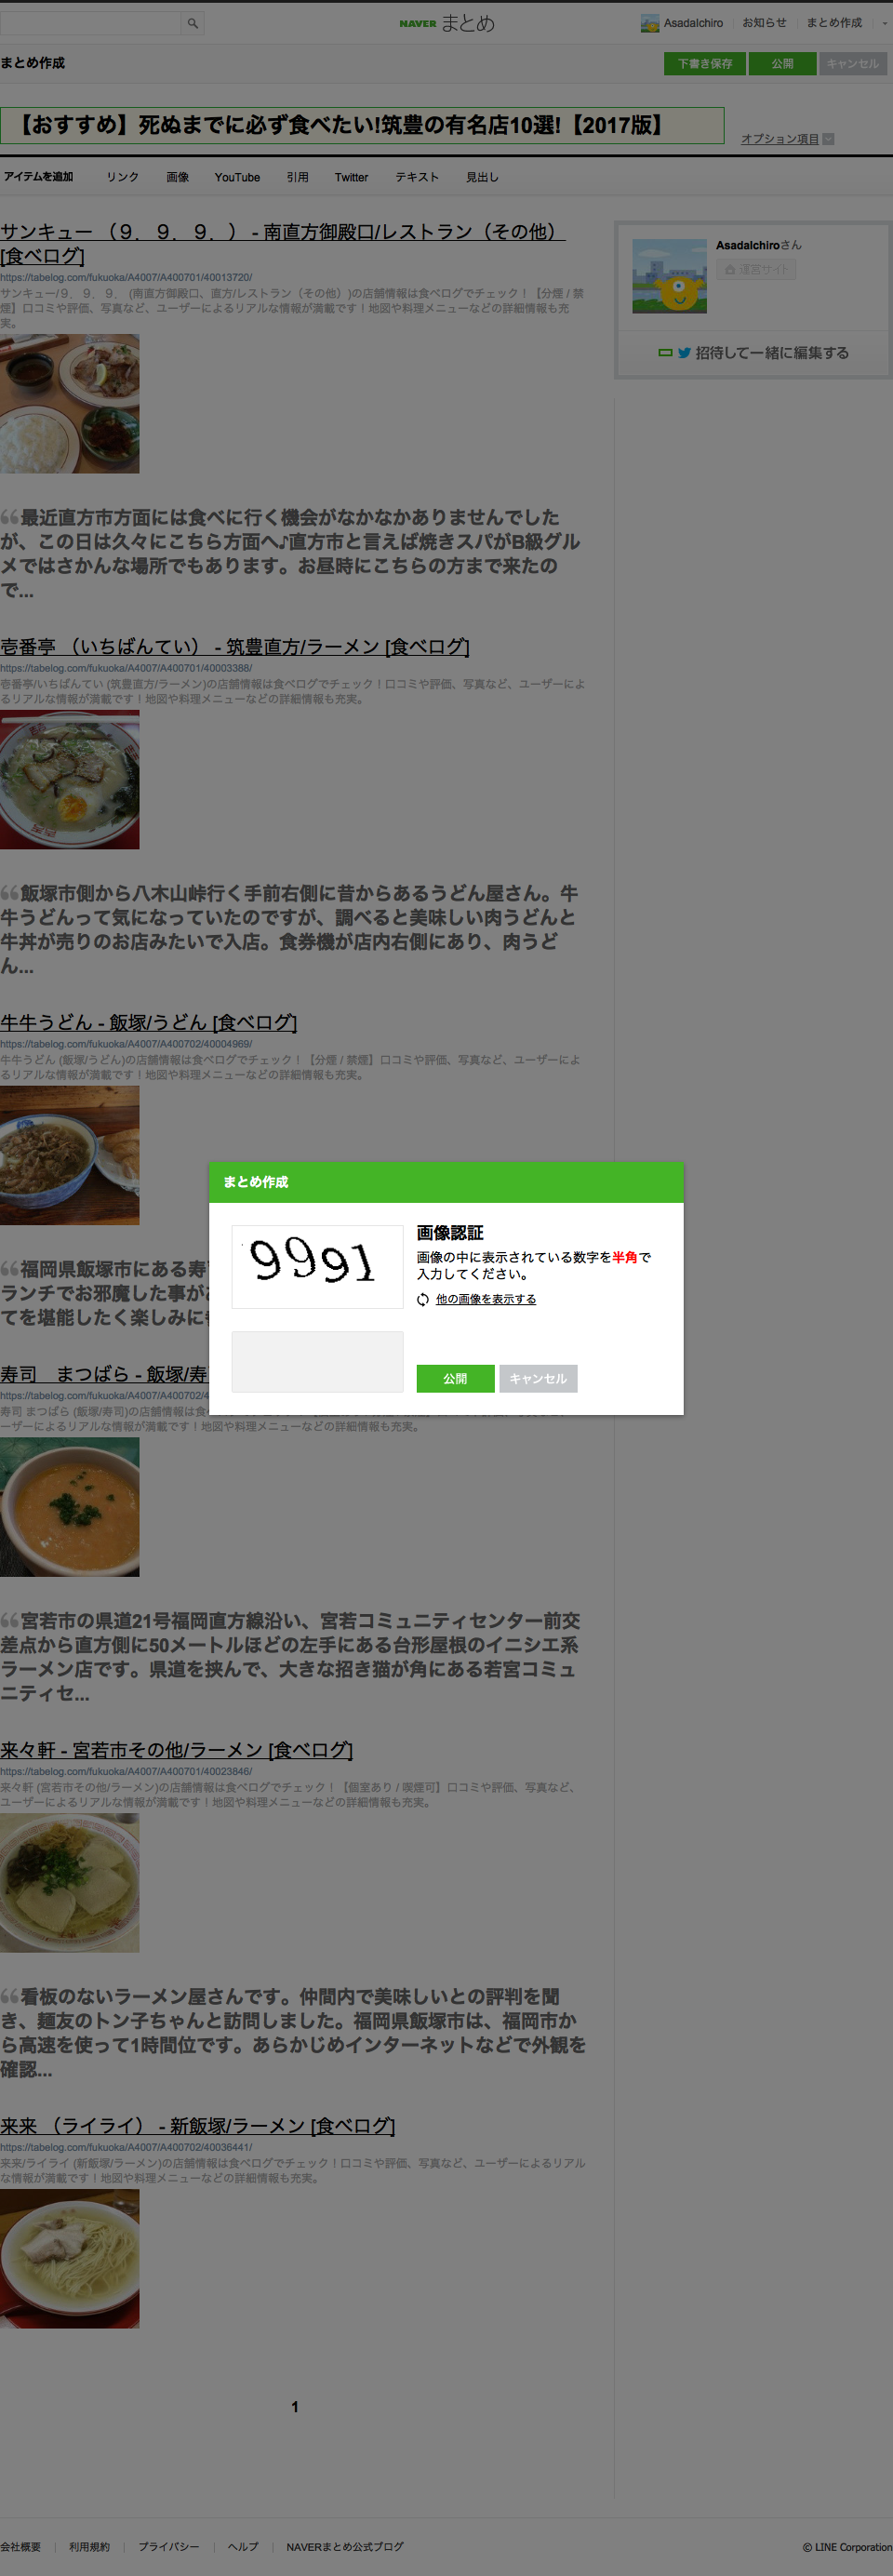 NAVER まとめ
AsadaIchiro
お知らせ
まとめ作成
まとめ作成
下書き保存
公開
キャンセル
【おすすめ】死ぬまでに必ず食べたい!筑豊の有名店10選!【2017版】
オプション項目
アイテムを追加
リンク
画像
YouTube
引用
Twitter
テキスト
見出し
サンキュー （９．９．９．） - 南直方御殿口/レストラン（その他）
[食べログ]
https://tabelog.com/fukuoka/A4007/A400701/40013720/
サンキュー/９．９．９． (南直方御殿口、直方/レストラン（その他）)の店舗情報は食べログでチェック！【分煙 / 禁
煙】口コミや評価、写真など、ユーザーによるリアルな情報が満載です！地図や料理メニューなどの詳細情報も充
実。
AsadaIchiroさん
運営サイト
招待して一緒に編集する
最近直方市方面には食べに行く機会がなかなかありませんでした
が、この日は久々にこちら方面へ♪直方市と言えば焼きスパがB級グル
メではさかんな場所でもあります。お昼時にこちらの方まで来たの
で...
壱番亭 （いちばんてい） - 筑豊直方/ラーメン [食べログ]
https://tabelog.com/fukuoka/A4007/A400701/40003388/
壱番亭/いちばんてい (筑豊直方/ラーメン)の店舗情報は食べログでチェック！口コミや評価、写真など、ユーザーによ
るリアルな情報が満載です！地図や料理メニューなどの詳細情報も充実。
飯塚市側から八木山峠行く手前右側に昔からあるうどん屋さん。牛
牛うどんって気になっていたのですが、調べると美味しい肉うどんと
牛丼が売りのお店みたいで入店。食券機が店内右側にあり、肉うど
ん...
牛牛うどん - 飯塚/うどん [食べログ]
https://tabelog.com/fukuoka/A4007/A400702/40004969/
牛牛うどん (飯塚/うどん)の店舗情報は食べログでチェック！【分煙 / 禁煙】口コミや評価、写真など、ユーザーによ
るリアルな情報が満載です！地図や料理メニューなどの詳細情報も充実。
まとめ作成
9991
画像認証
画像の中に表示されている数字を半角で
入力してください。
他の画像を表示する
公開
キャンセル
福岡県飯塚市にある寿
ランチでお邪魔した事が
てを堪能したく楽しみに
寿司 まつばら - 飯塚/寿
https://tabelog.com/fukuoka/A4007/A400702/4
寿司 まつばら (飯塚/寿司)の店舗情報は食
ーザーによるリアルな情報が満載です！地図や料理メニューなどの詳細情報も充実。
宮若市の県道21号福岡直方線沿い、宮若コミュニティセンター前交
差点から直方側に50メートルほどの左手にある台形屋根のイニシエ系
ラーメン店です。県道を挟んで、大きな招き猫が角にある若宮コミュ
ニティセ...
来々軒 - 宮若市その他/ラーメン [食べログ]
https://tabelog.com/fukuoka/A4007/A400701/40023846/
来々軒 (宮若市その他/ラーメン)の店舗情報は食べログでチェック！【個室あり / 喫煙可】口コミや評価、写真など、
ユーザーによるリアルな情報が満載です！地図や料理メニューなどの詳細情報も充実。
看板のないラーメン屋さんです。仲間内で美味しいとの評判を聞
き、麺友のトン子ちゃんと訪問しました。福岡県飯塚市は、福岡市か
ら高速を使って1時間位です。あらかじめインターネットなどで外観を
確認...
来来 （ライライ） - 新飯塚/ラーメン [食べログ]
https://tabelog.com/fukuoka/A4007/A400702/40036441/
来来/ライライ (新飯塚/ラーメン)の店舗情報は食べログでチェック！口コミや評価、写真など、ユーザーによるリアル
な情報が満載です！地図や料理メニューなどの詳細情報も充実。
1
会社概要
利用規約
プライバシー
ヘルプ
NAVERまとめ公式ブログ
© LINE Corporation